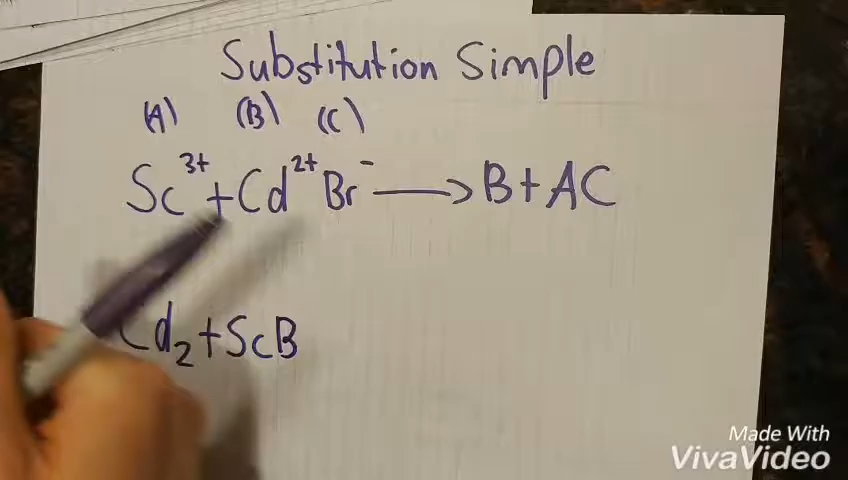 Substitution Simple
(A) (B) (C)
Sc³⁺ + Cd²⁺ Br⁻ ⟶ B + AC
Cd₂ + ScB
Made With
VivaVideo